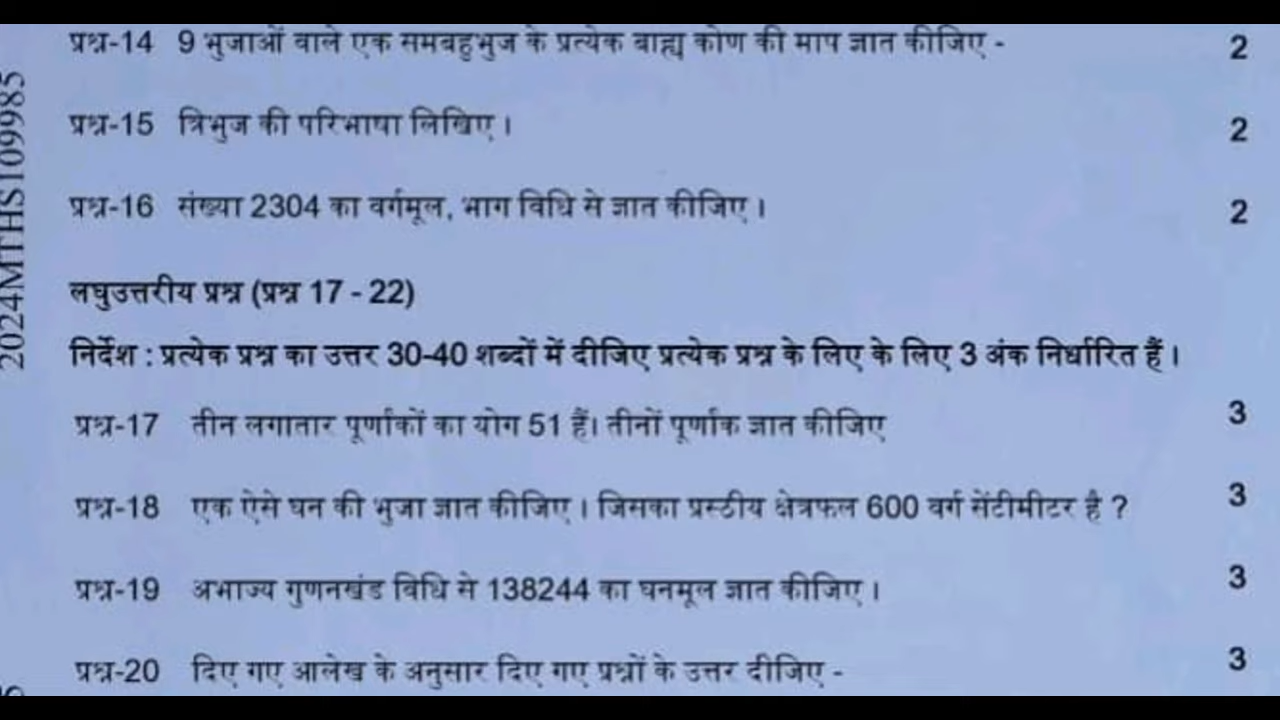 प्रश्न-14 9 भुजाओं वाले एक समबहुभुज के प्रत्येक बाह्य कोण की माप ज्ञात कीजिए - 2
प्रश्न-15 त्रिभुज की परिभाषा लिखिए। 2
प्रश्न-16 संख्या 2304 का वर्गमूल, भाग विधि से ज्ञात कीजिए। 2
लघुउत्तरीय प्रश्न (प्रश्न 17 - 22)
निर्देश : प्रत्येक प्रश्न का उत्तर 30-40 शब्दों में दीजिए प्रत्येक प्रश्न के लिए के लिए 3 अंक निर्धारित हैं।
प्रश्न-17 तीन लगातार पूर्णांकों का योग 51 हैं। तीनों पूर्णांक ज्ञात कीजिए 3
प्रश्न-18 एक ऐसे घन की भुजा ज्ञात कीजिए। जिसका प्रस्टीय क्षेत्रफल 600 वर्ग सेंटीमीटर है ? 3
प्रश्न-19 अभाज्य गुणनखंड विधि से 138244 का घनमूल ज्ञात कीजिए। 3
प्रश्न-20 दिए गए आलेख के अनुसार दिए गए प्रश्नों के उत्तर दीजिए - 3
2024MTHS109985